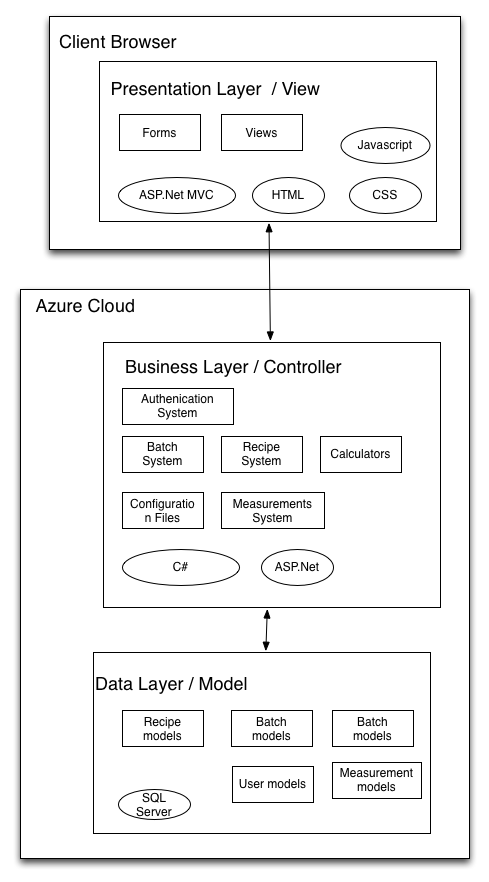 Client Browser
Presentation Layer  / View
Forms
Views
Javascript
ASP.Net MVC
HTML
CSS
Azure Cloud
Business Layer / Controller
Authenication
System
Batch
System
Recipe
System
Calculators
Configuratio
n Files
Measurements
System
C#
ASP.Net
Data Layer / Model
Recipe
models
Batch
models
Batch
models
User models
Measurement
models
SQL
Server